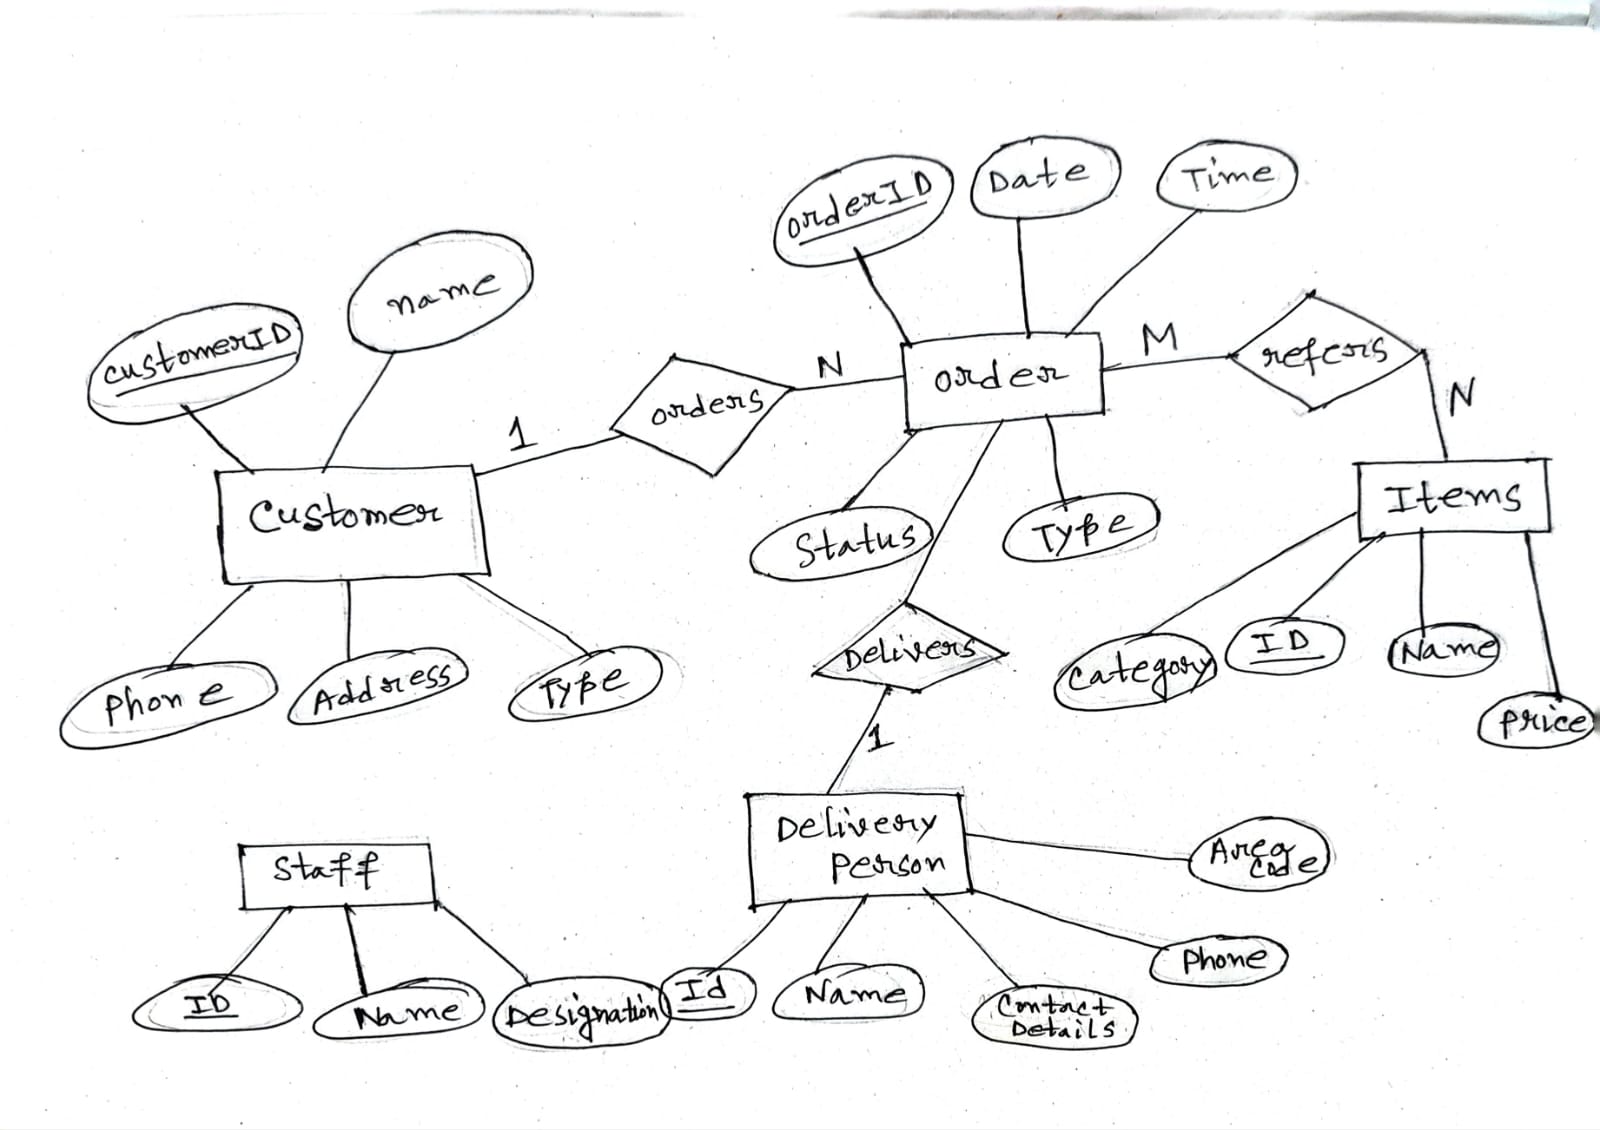 orderID
Date
Time
name
customerID
M
refers
N
order
orders
N
1
Customer
Items
Status
Type
Delivers
Category
ID
Name
Price
Phone
Address
Type
1
Delivery
Person
Area
Code
Staff
Phone
ID
Name
Designation
Id
Name
Contact
Details